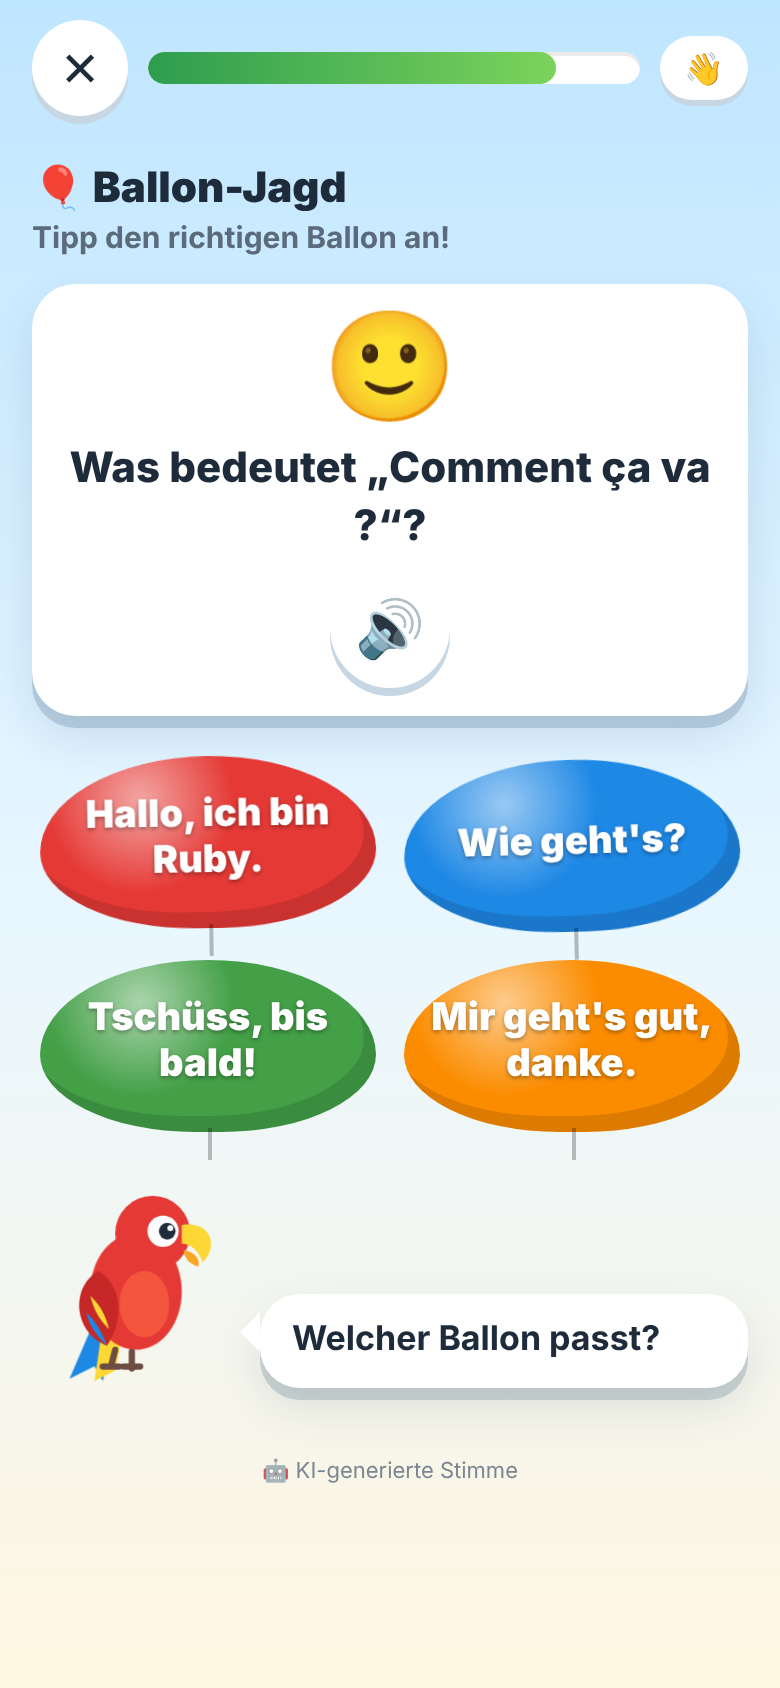 Ballon-Jagd
Tipp den richtigen Ballon an!
Was bedeutet „Comment ça va
?“?
Hallo, ich bin
Ruby.
Wie geht's?
Tschüss, bis
bald!
Mir geht's gut,
danke.
Welcher Ballon passt?
KI-generierte Stimme